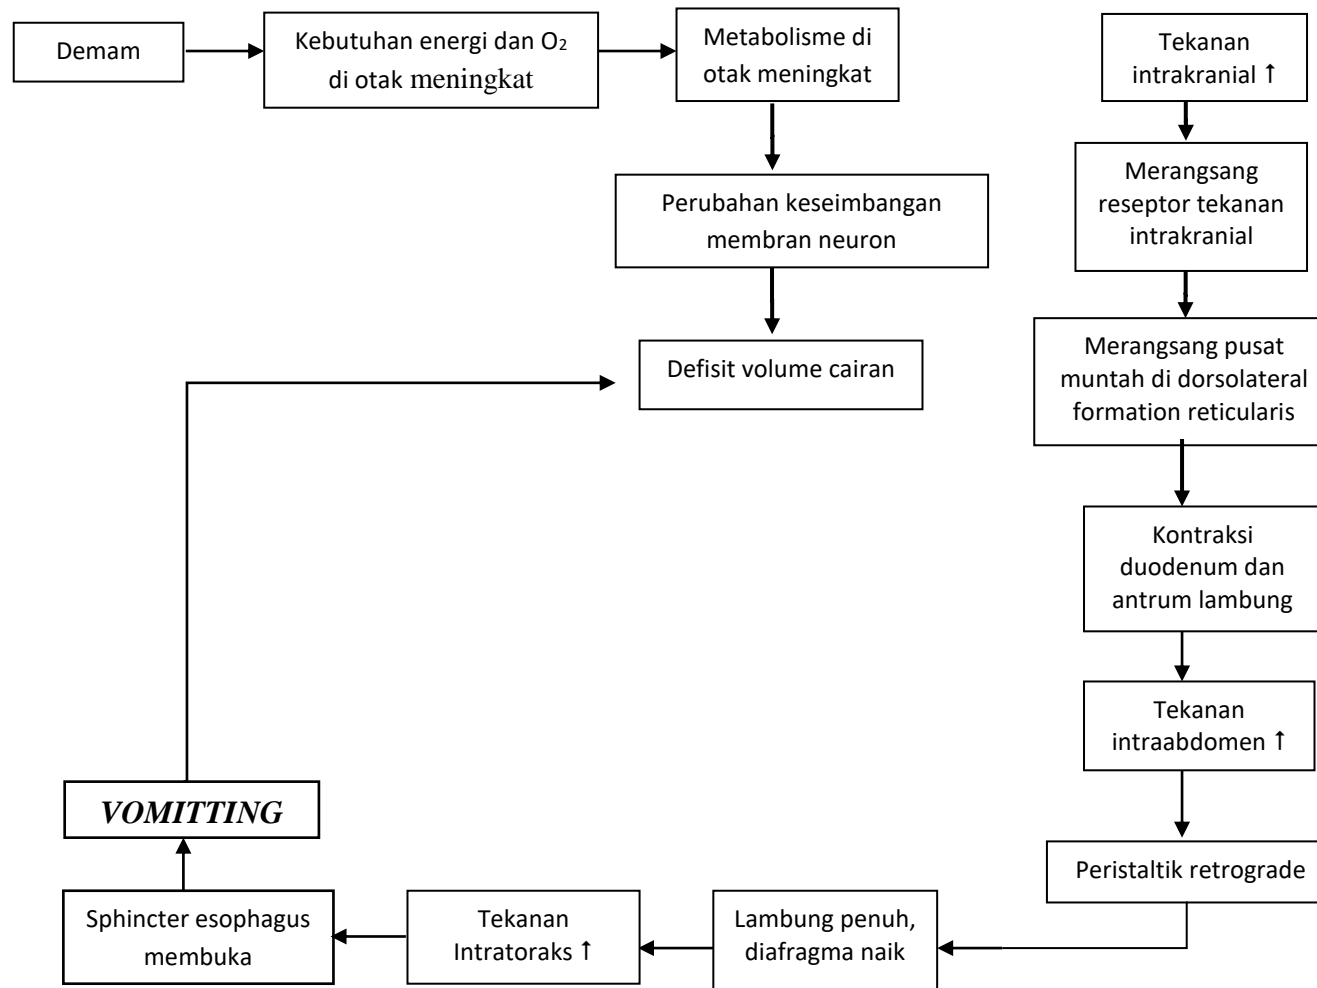 Demam
Kebutuhan energi dan O₂
di otak meningkat
Metabolisme di
otak meningkat
Perubahan keseimbangan
membran neuron
Defisit volume cairan
Tekanan
intrakranial ↑
Merangsang
reseptor tekanan
intrakranial
Merangsang pusat
muntah di dorsolateral
formation reticularis
Kontraksi
duodenum dan
antrum lambung
Tekanan
intraabdomen ↑
Peristaltik retrograde
Lambung penuh,
diafragma naik
Tekanan
Intratoraks ↑
Sphincter esophagus
membuka
VOMITTING